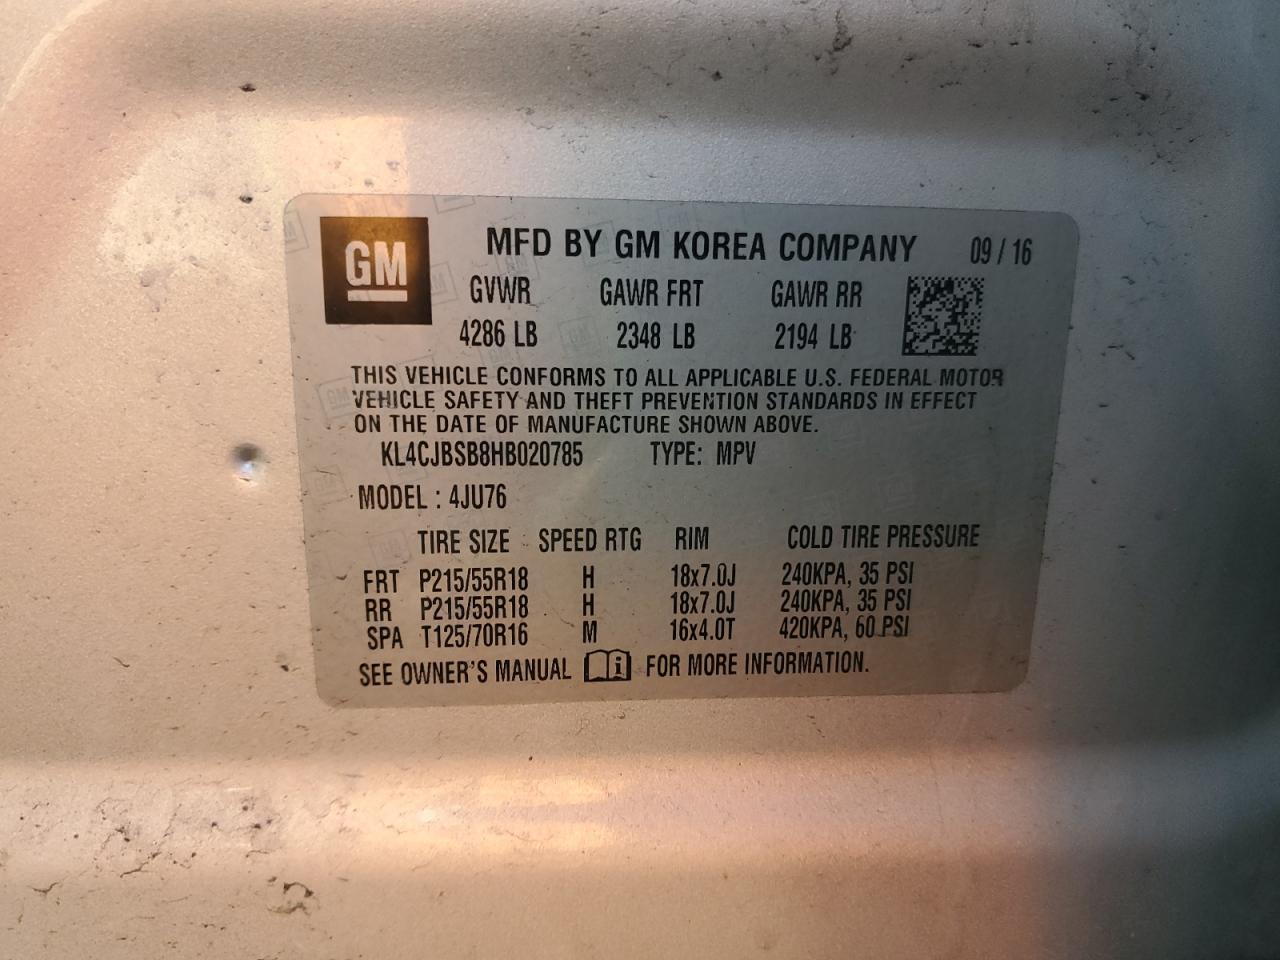 GM
MFD BY GM KOREA COMPANY 09 / 16
GVWR GAWR FRT GAWR RR
4286 LB 2348 LB 2194 LB
THIS VEHICLE CONFORMS TO ALL APPLICABLE U.S. FEDERAL MOTOR
VEHICLE SAFETY AND THEFT PREVENTION STANDARDS IN EFFECT
ON THE DATE OF MANUFACTURE SHOWN ABOVE.
KL4CJBSB8HB020785 TYPE: MPV
MODEL : 4JU76
TIRE SIZE SPEED RTG RIM COLD TIRE PRESSURE
FRT P215/55R18 H 18x7.0J 240KPA, 35 PSI
RR P215/55R18 H 18x7.0J 240KPA, 35 PSI
SPA T125/70R16 M 16x4.0T 420KPA, 60 PSI
SEE OWNER'S MANUAL i FOR MORE INFORMATION.